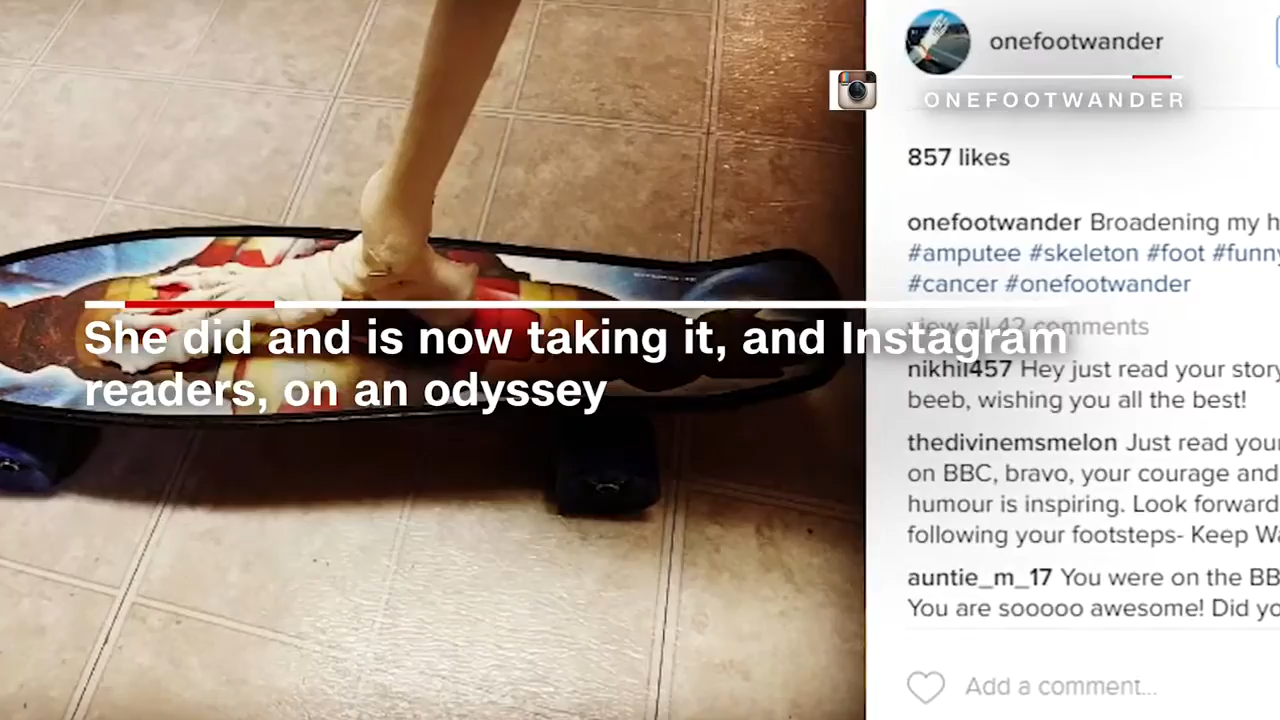 onefootwander
ONEFOOTWANDER
857 likes
onefootwander Broadening my h
#amputee #skeleton #foot #funny
#cancer #onefootwander
view all 42 comments
She did and is now taking it, and Instagram
readers, on an odyssey
nikhil457 Hey just read your story
beeb, wishing you all the best!
thedivinemsmelon Just read your
on BBC, bravo, your courage and
humour is inspiring. Look forward
following your footsteps- Keep Wa
auntie_m_17 You were on the BB
You are sooooo awesome! Did yo
Add a comment...